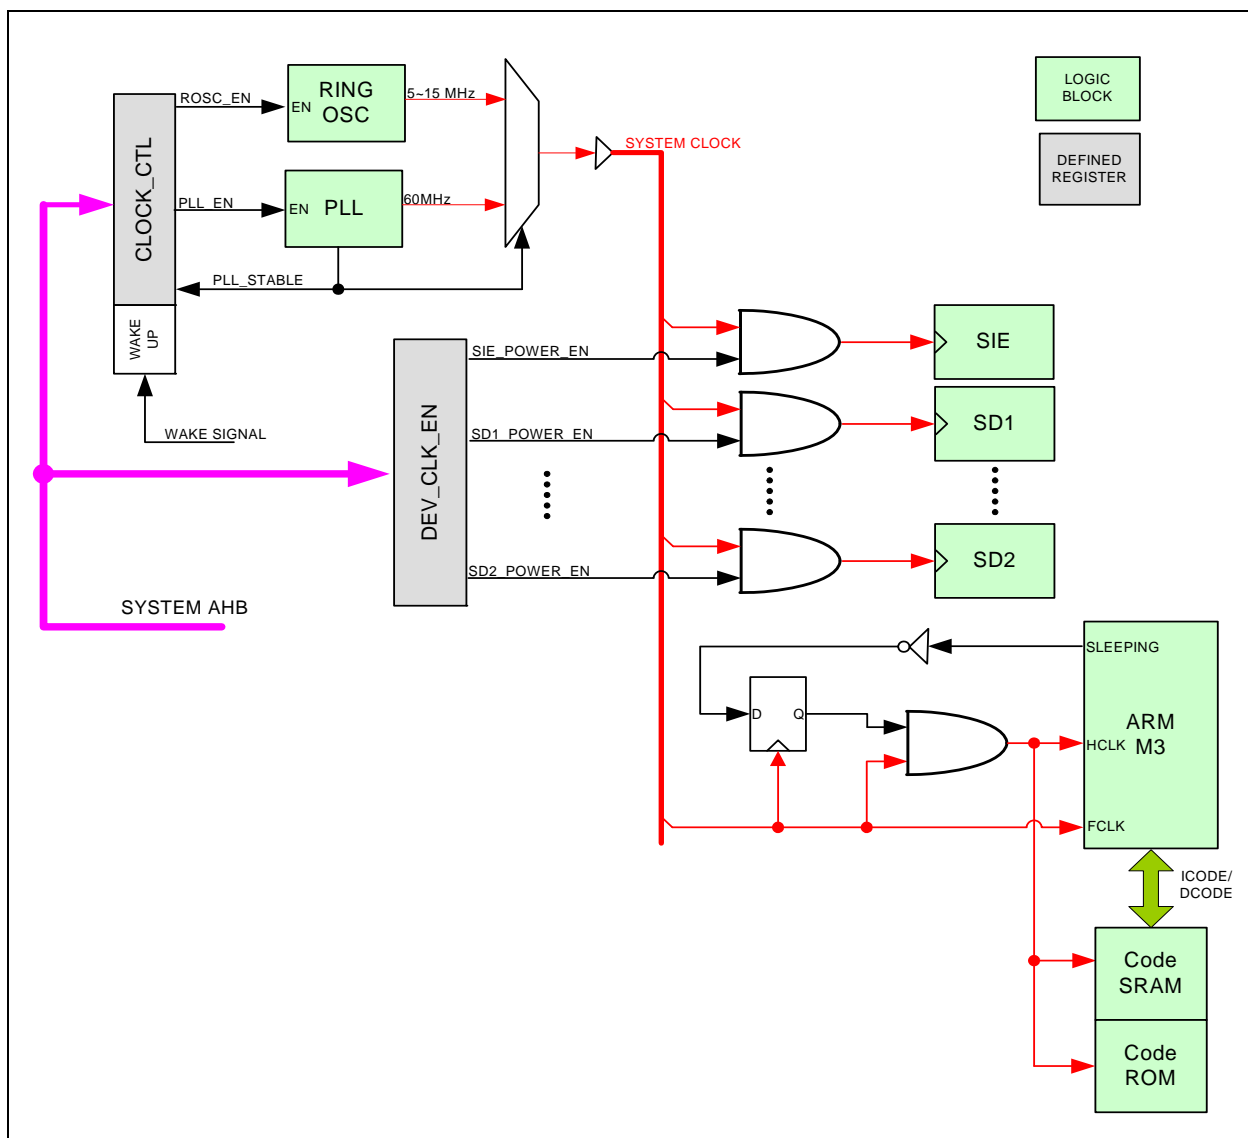 ROSC_EN
EN
RING
OSC
5~15 MHz
LOGIC
BLOCK
SYSTEM CLOCK
DEFINED
REGISTER
CLOCK_CTL
PLL_EN
EN
PLL
60MHz
PLL_STABLE
WAKE
UP
WAKE SIGNAL
DEV_CLK_EN
SIE_POWER_EN
SIE
SD1_POWER_EN
SD1
SD2_POWER_EN
SD2
SYSTEM AHB
SLEEPING
D
Q
ARM
M3
HCLK
FCLK
ICODE/
DCODE
Code
SRAM
Code
ROM